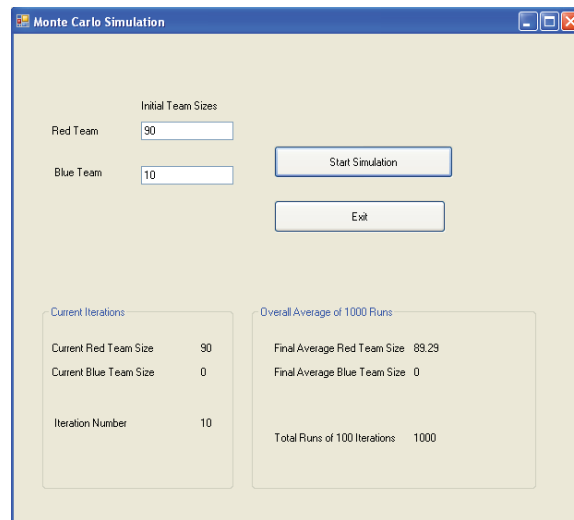 Monte Carlo Simulation
Initial Team Sizes
Red Team 90
Blue Team 10
Start Simulation
Exit
Current Iterations
Current Red Team Size 90
Current Blue Team Size 0
Iteration Number 10
Overall Average of 1000 Runs
Final Average Red Team Size 89.29
Final Average Blue Team Size 0
Total Runs of 100 Iterations 1000